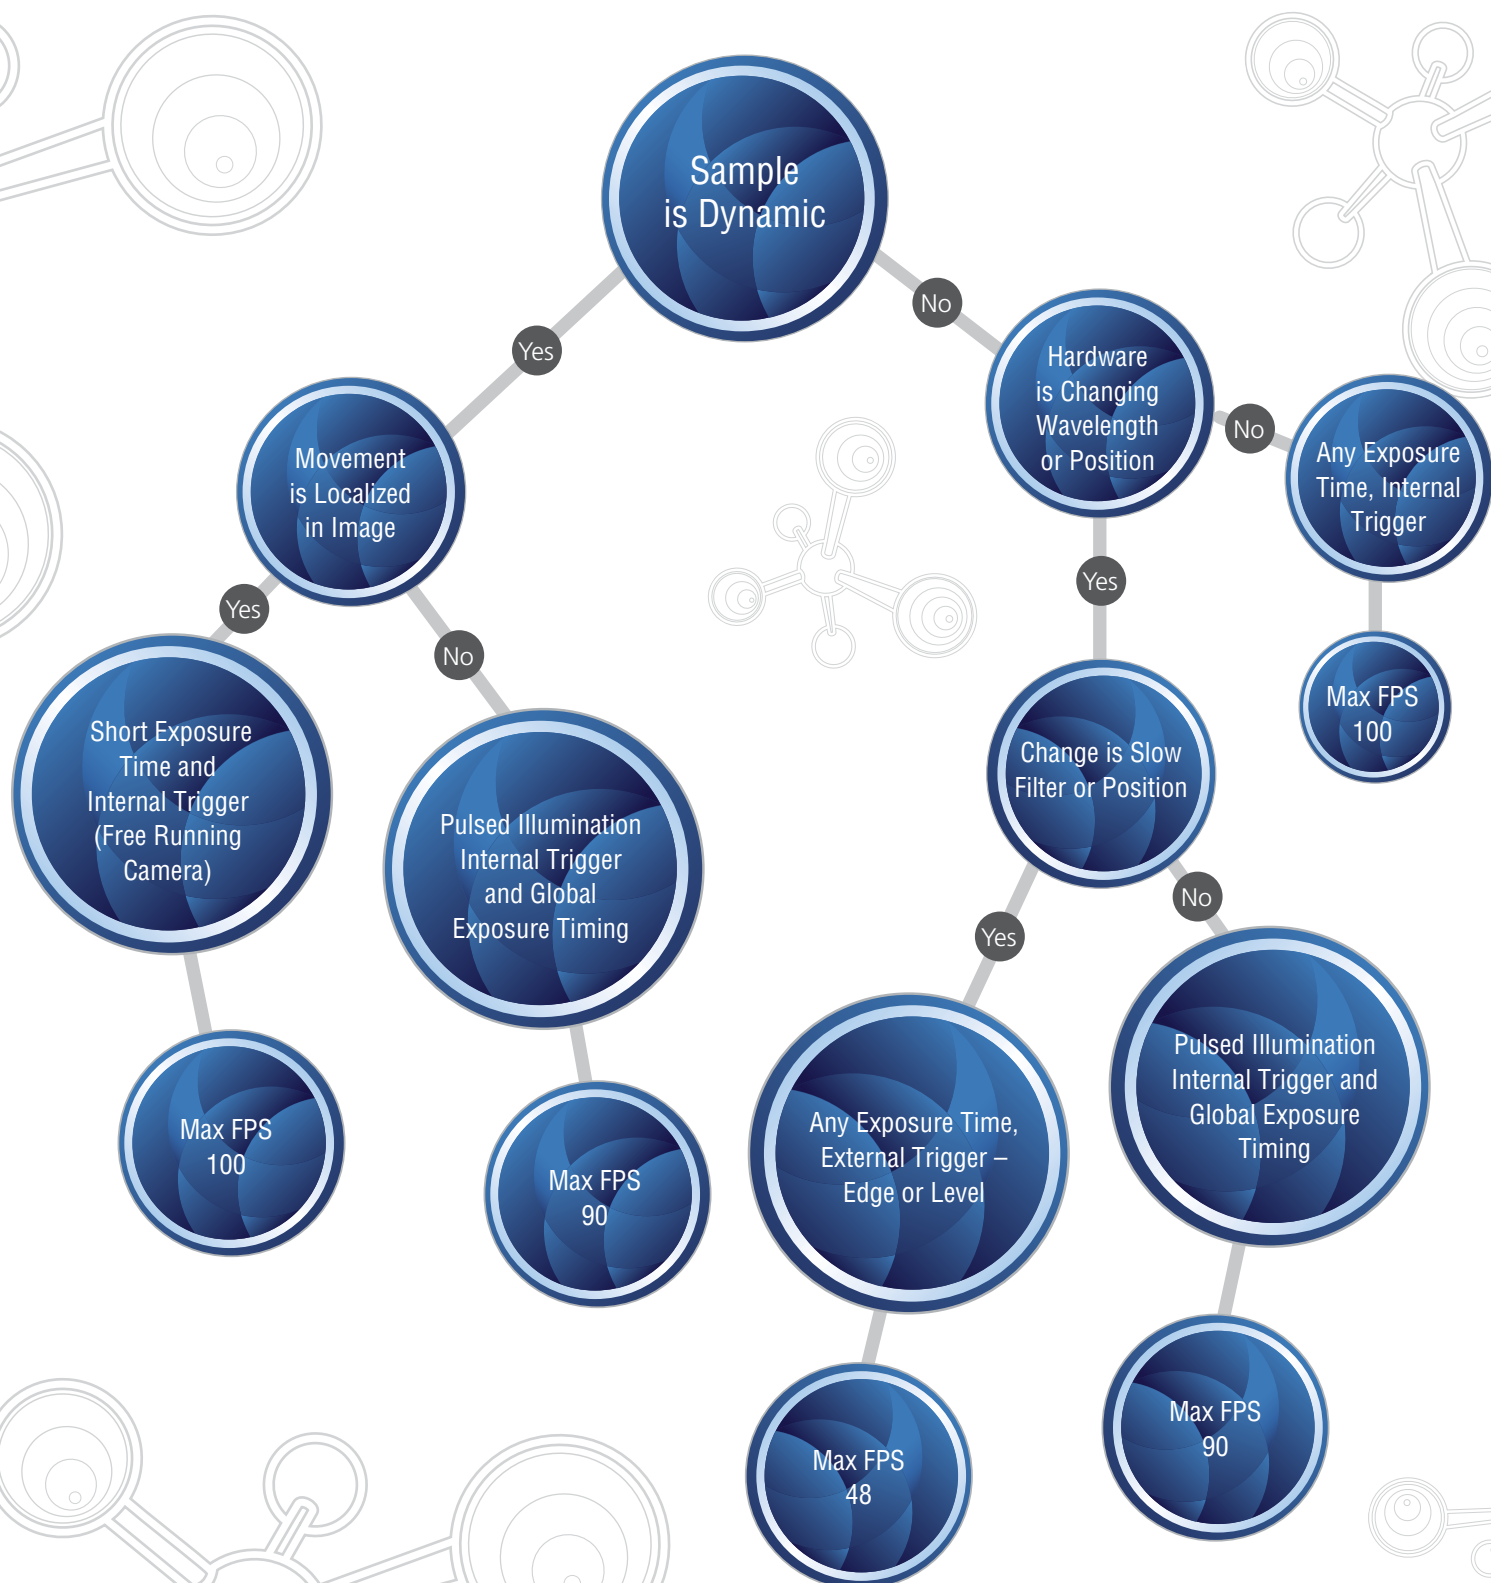 Sample
is Dynamic
No
Yes
Hardware
is Changing
Wavelength
or Position
No
Any Exposure
Time, Internal
Trigger
Movement
is Localized
in Image
Yes
Yes
No
Max FPS
100
Short Exposure
Time and
Internal Trigger
(Free Running
Camera)
Change is Slow
Filter or Position
Pulsed Illumination
Internal Trigger
and Global
Exposure Timing
No
Yes
Pulsed Illumination
Internal Trigger and
Global Exposure
Timing
Any Exposure Time,
External Trigger –
Edge or Level
Max FPS
100
Max FPS
90
Max FPS
90
Max FPS
48